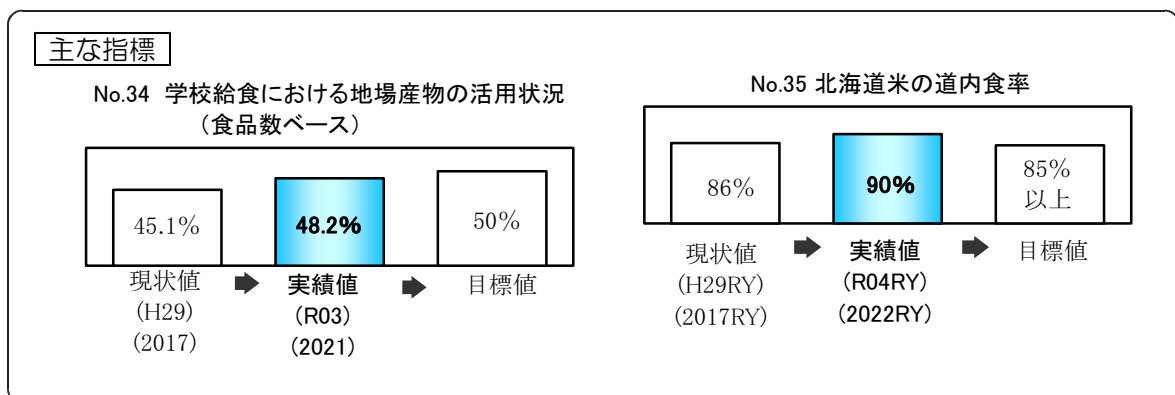 主な指標
No.34 学校給食における地場産物の活用状況
（食品数ベース）
45.1%
48.2%
50%
現状値
(H29)
(2017)
実績値
(R03)
(2021)
目標値
No.35 北海道米の道内食率
86%
90%
85%
以上
現状値
(H29RY)
(2017RY)
実績値
(R04RY)
(2022RY)
目標値